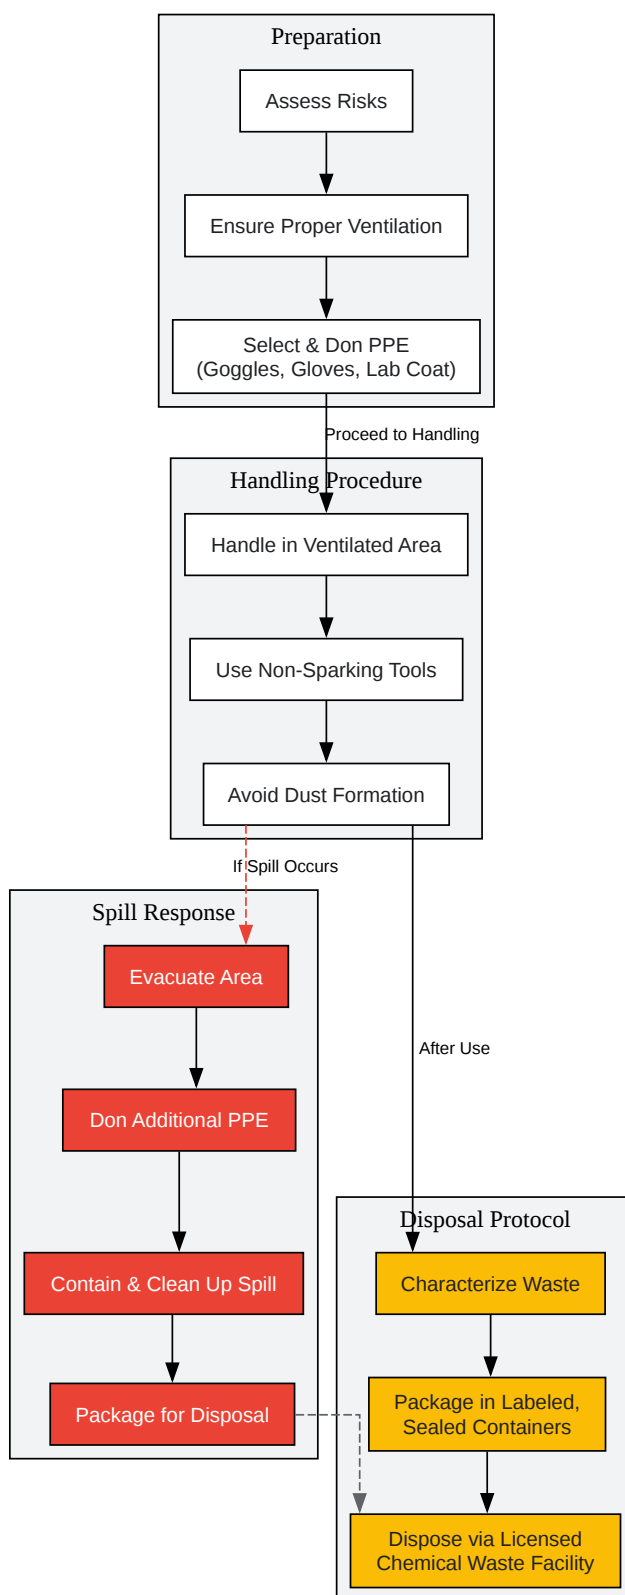 Preparation
Assess Risks
Ensure Proper Ventilation
Select & Don PPE
(Goggles, Gloves, Lab Coat)
Proceed to Handling
Handling Procedure
Handle in Ventilated Area
Use Non-Sparking Tools
Avoid Dust Formation
If Spill Occurs
Spill Response
Evacuate Area
After Use
Don Additional PPE
Contain & Clean Up Spill
Package for Disposal
Disposal Protocol
Characterize Waste
Package in Labeled,
Sealed Containers
Dispose via Licensed
Chemical Waste Facility